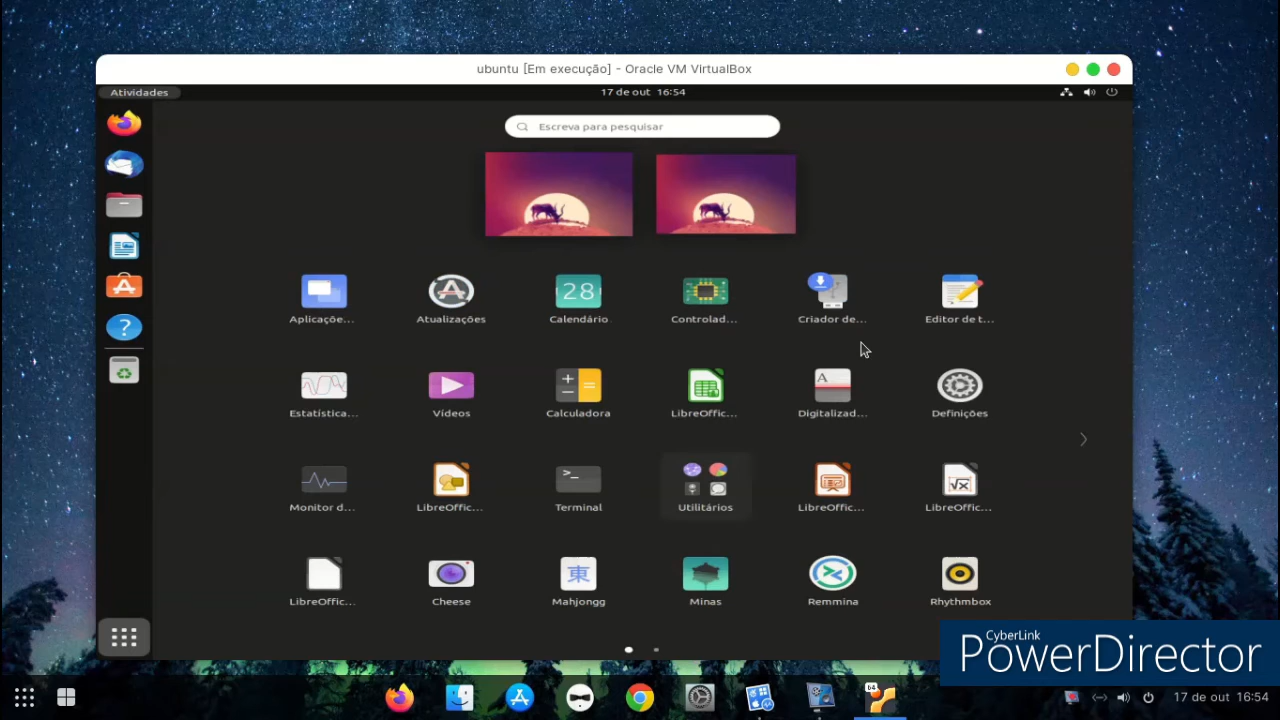 ubuntu [Em execução] - Oracle VM VirtualBox
Atividades
17 de out 16:54
Escreva para pesquisar
Aplicaçõe...
Atualizações
28
Calendário
Controlad...
Criador de...
Editor de t...
Estatística...
Vídeos
Calculadora
LibreOffic...
A
Digitalizad...
Definições
Monitor d...
LibreOffic...
>_
Terminal
Utilitários
LibreOffic...
√x
LibreOffic...
LibreOffic...
Cheese
東
Mahjongg
Minas
Remmina
Rhythmbox
CyberLink
PowerDirector
64
17 de out 16:54